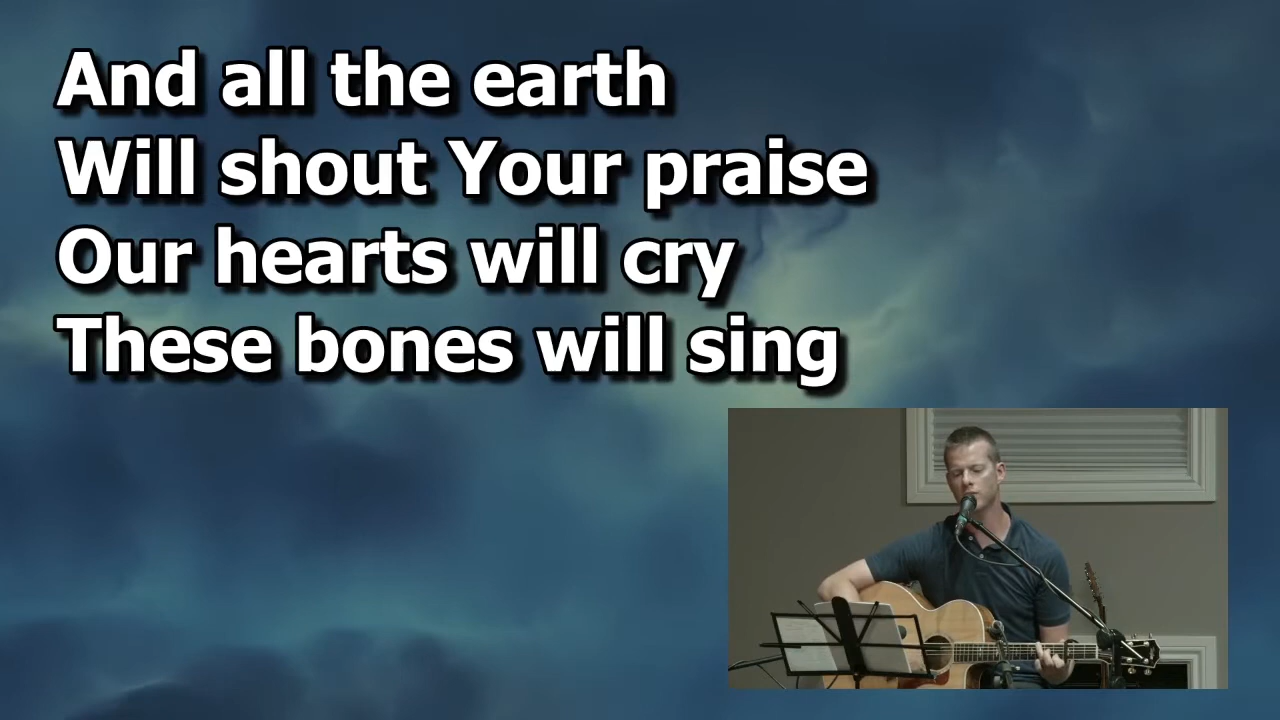 And all the earth
Will shout Your praise
Our hearts will cry
These bones will sing